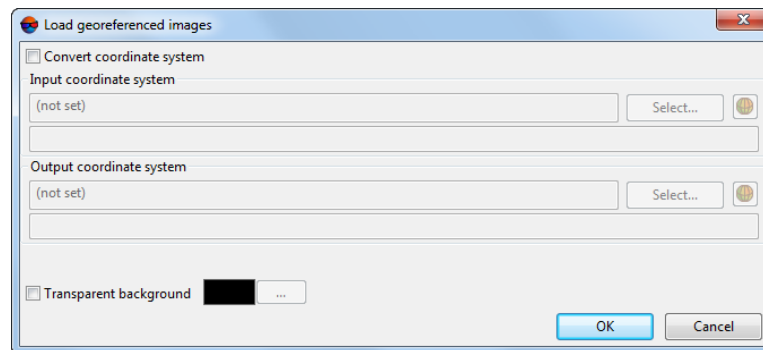 Load georeferenced images
Convert coordinate system
Input coordinate system
(not set) Select...
Output coordinate system
(not set) Select...
Transparent background ...
OK Cancel